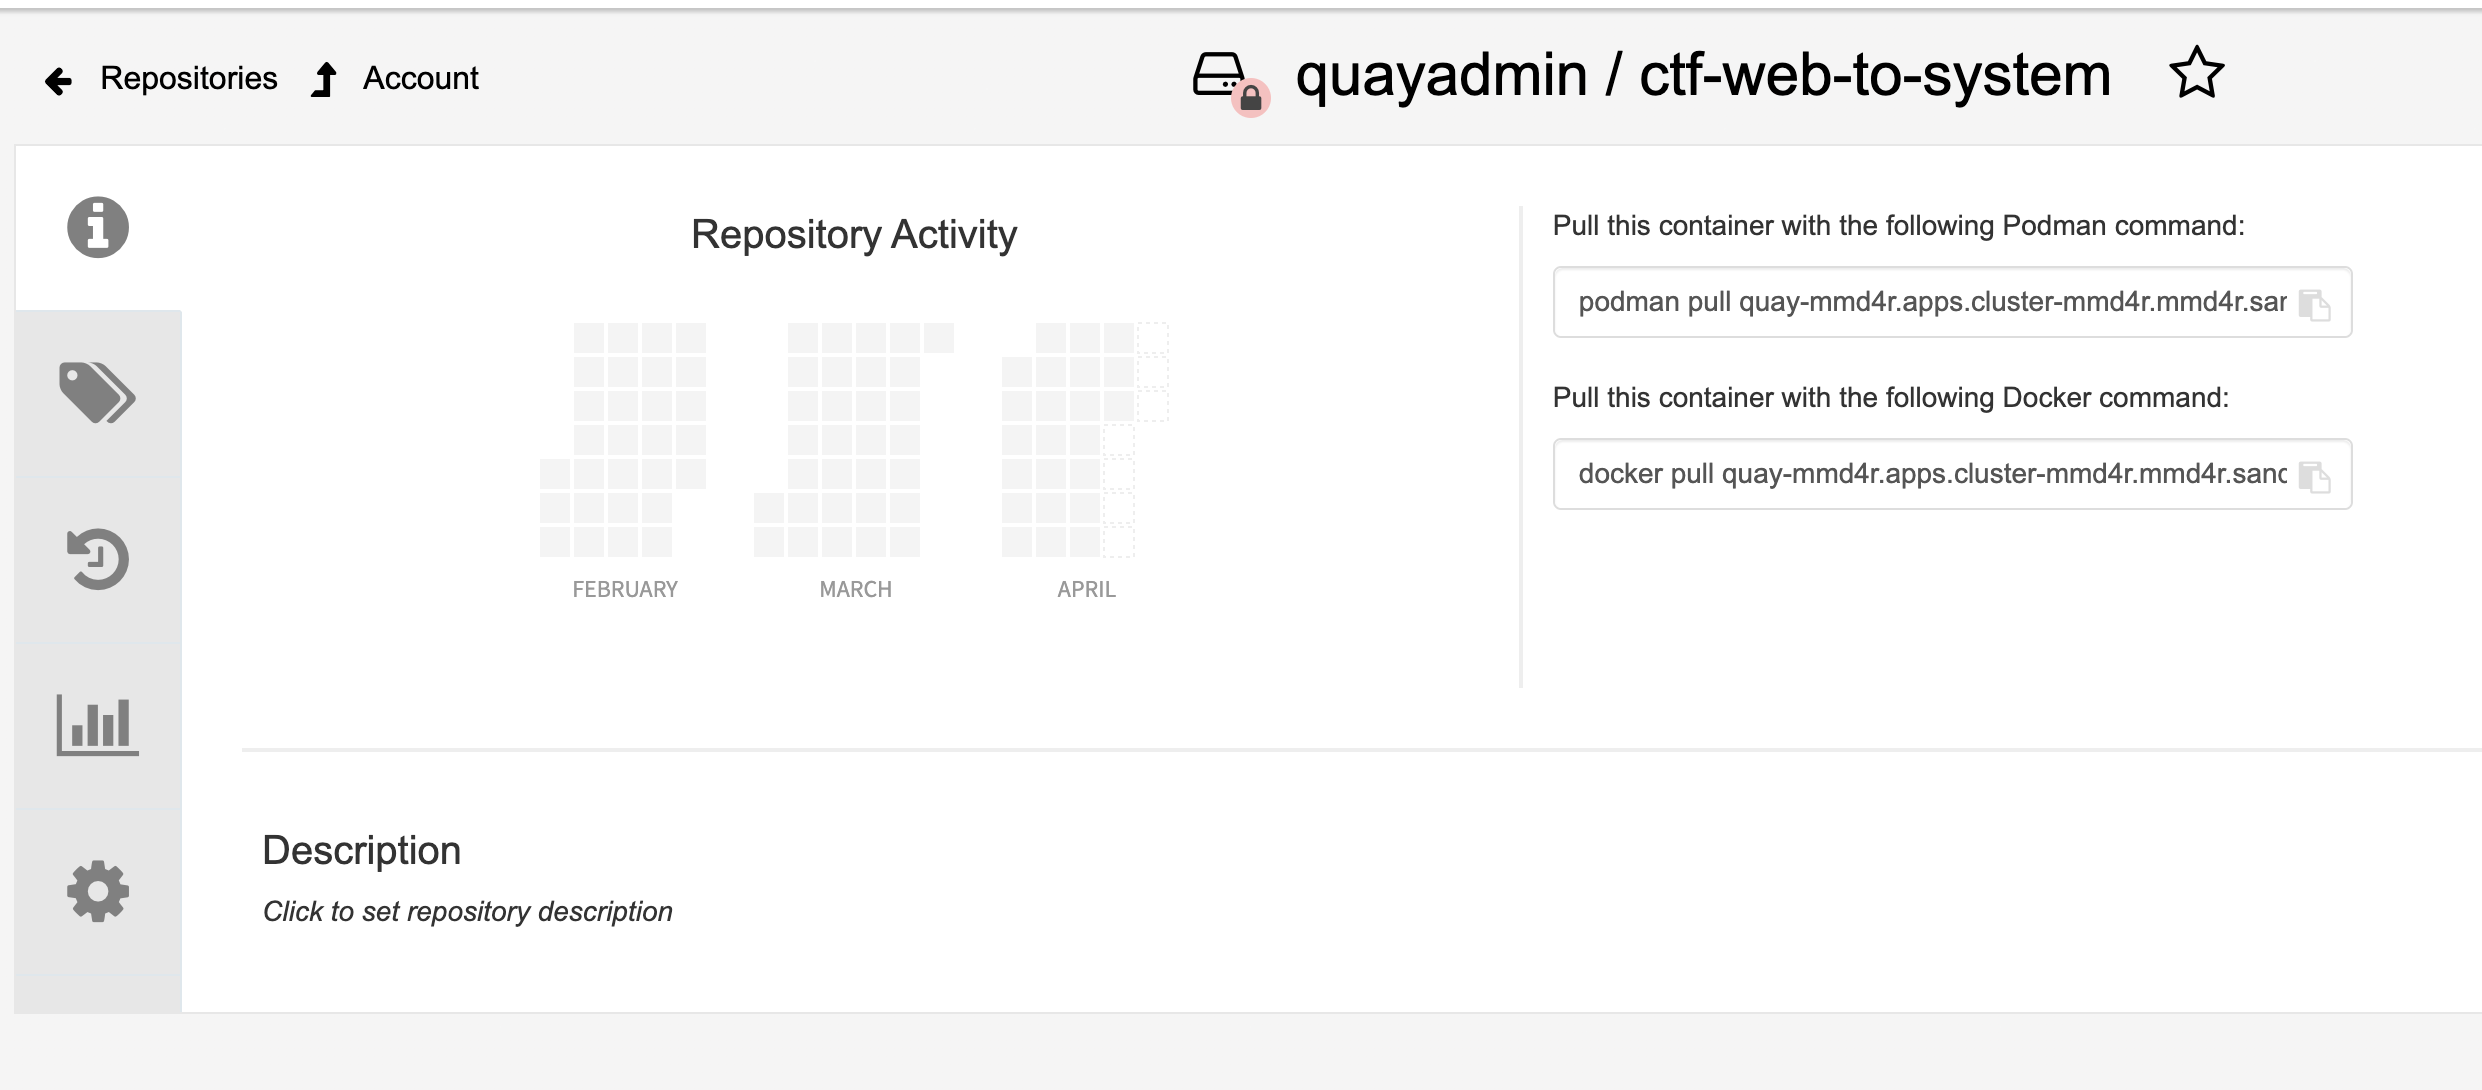 Repositories Account
quayadmin / ctf-web-to-system
Repository Activity
FEBRUARY MARCH APRIL
Pull this container with the following Podman command:
podman pull quay-mmd4r.apps.cluster-mmd4r.mmd4r.san
Pull this container with the following Docker command:
docker pull quay-mmd4r.apps.cluster-mmd4r.mmd4r.sand
Description
Click to set repository description